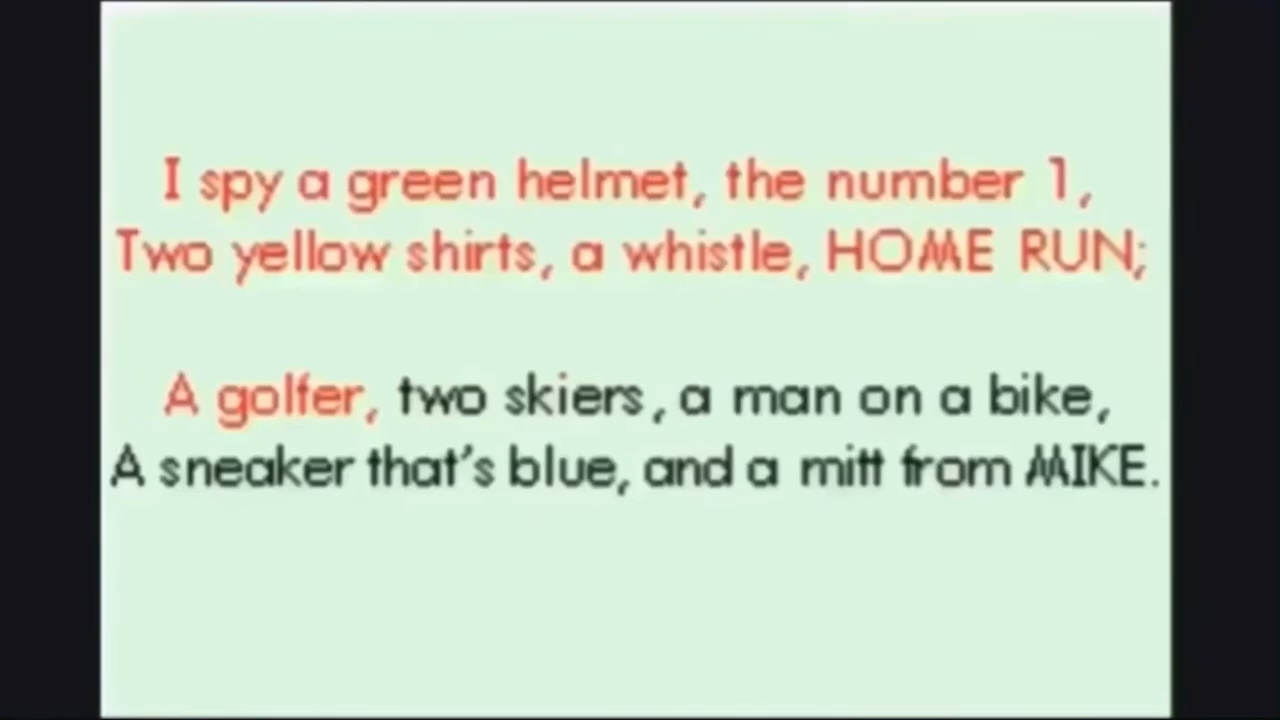 I spy a green helmet, the number 1,
Two yellow shirts, a whistle, HOME RUN;
A golfer, two skiers, a man on a bike,
A sneaker that's blue, and a mitt from MIKE.